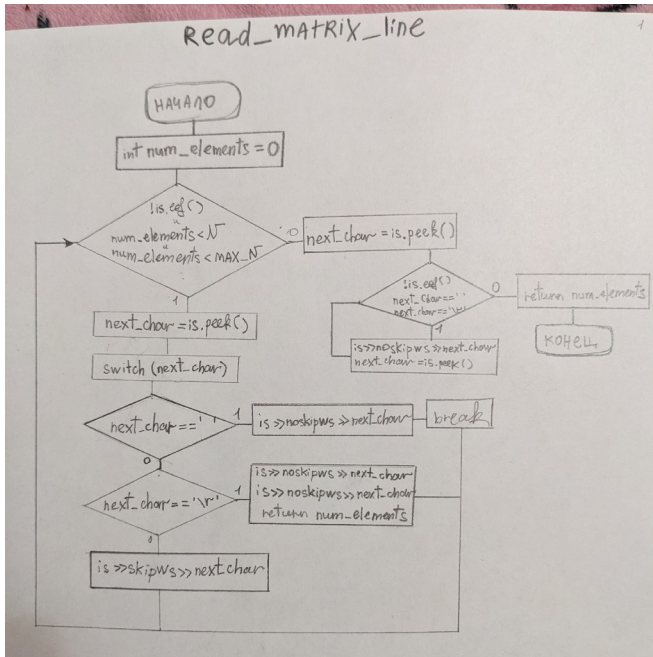 Read_MATRIX_line
1
НАЧАЛО
int num_elements = 0
!is.eof()
и
num_elements < N
и
num_elements < MAX_N
0
next_char = is.peek()
!is.eof()
next_char==' '
next_char=='\r'
0
return num_elements
КОНЕЦ
1
is>>noskipws>>next_char
next_char = is.peek()
1
next_char = is.peek()
switch (next_char)
next_char==' '
1
is>>noskipws>>next_char
break
0
next_char=='\r'
1
is>>noskipws>>next_char
is>>noskipws>>next_char
return num_elements
0
is>>skipws>>next_char